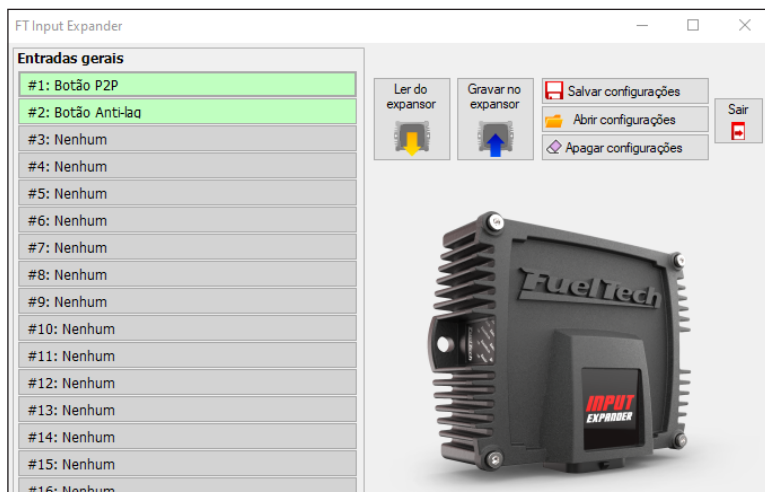 FT Input Expander
Entradas gerais
#1: Botão P2P
#2: Botão Anti-lag
#3: Nenhum
#4: Nenhum
#5: Nenhum
#6: Nenhum
#7: Nenhum
#8: Nenhum
#9: Nenhum
#10: Nenhum
#11: Nenhum
#12: Nenhum
#13: Nenhum
#14: Nenhum
#15: Nenhum
#16: Nenhum
Ler do
expansor
Gravar no
expansor
Salvar configurações
Abrir configurações
Apagar configurações
Sair
FuelTech
INPUT
EXPANDER